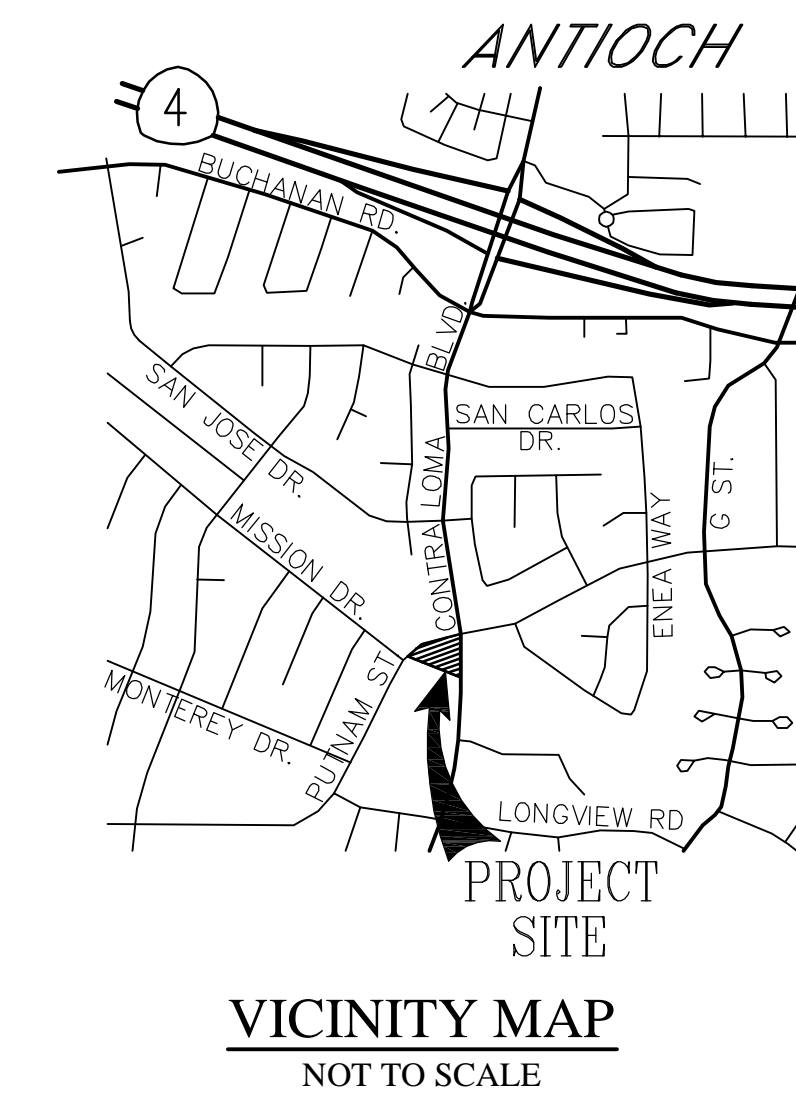 ANTIOCH
4
BUCHANAN RD.
CONTRA LOMA BLVD.
SAN JOSE DR.
SAN CARLOS
DR.
G ST.
MISSION DR.
ENEA WAY
MONTEREY DR.
PUTNAM ST
LONGVIEW RD
PROJECT
SITE
VICINITY MAP
NOT TO SCALE